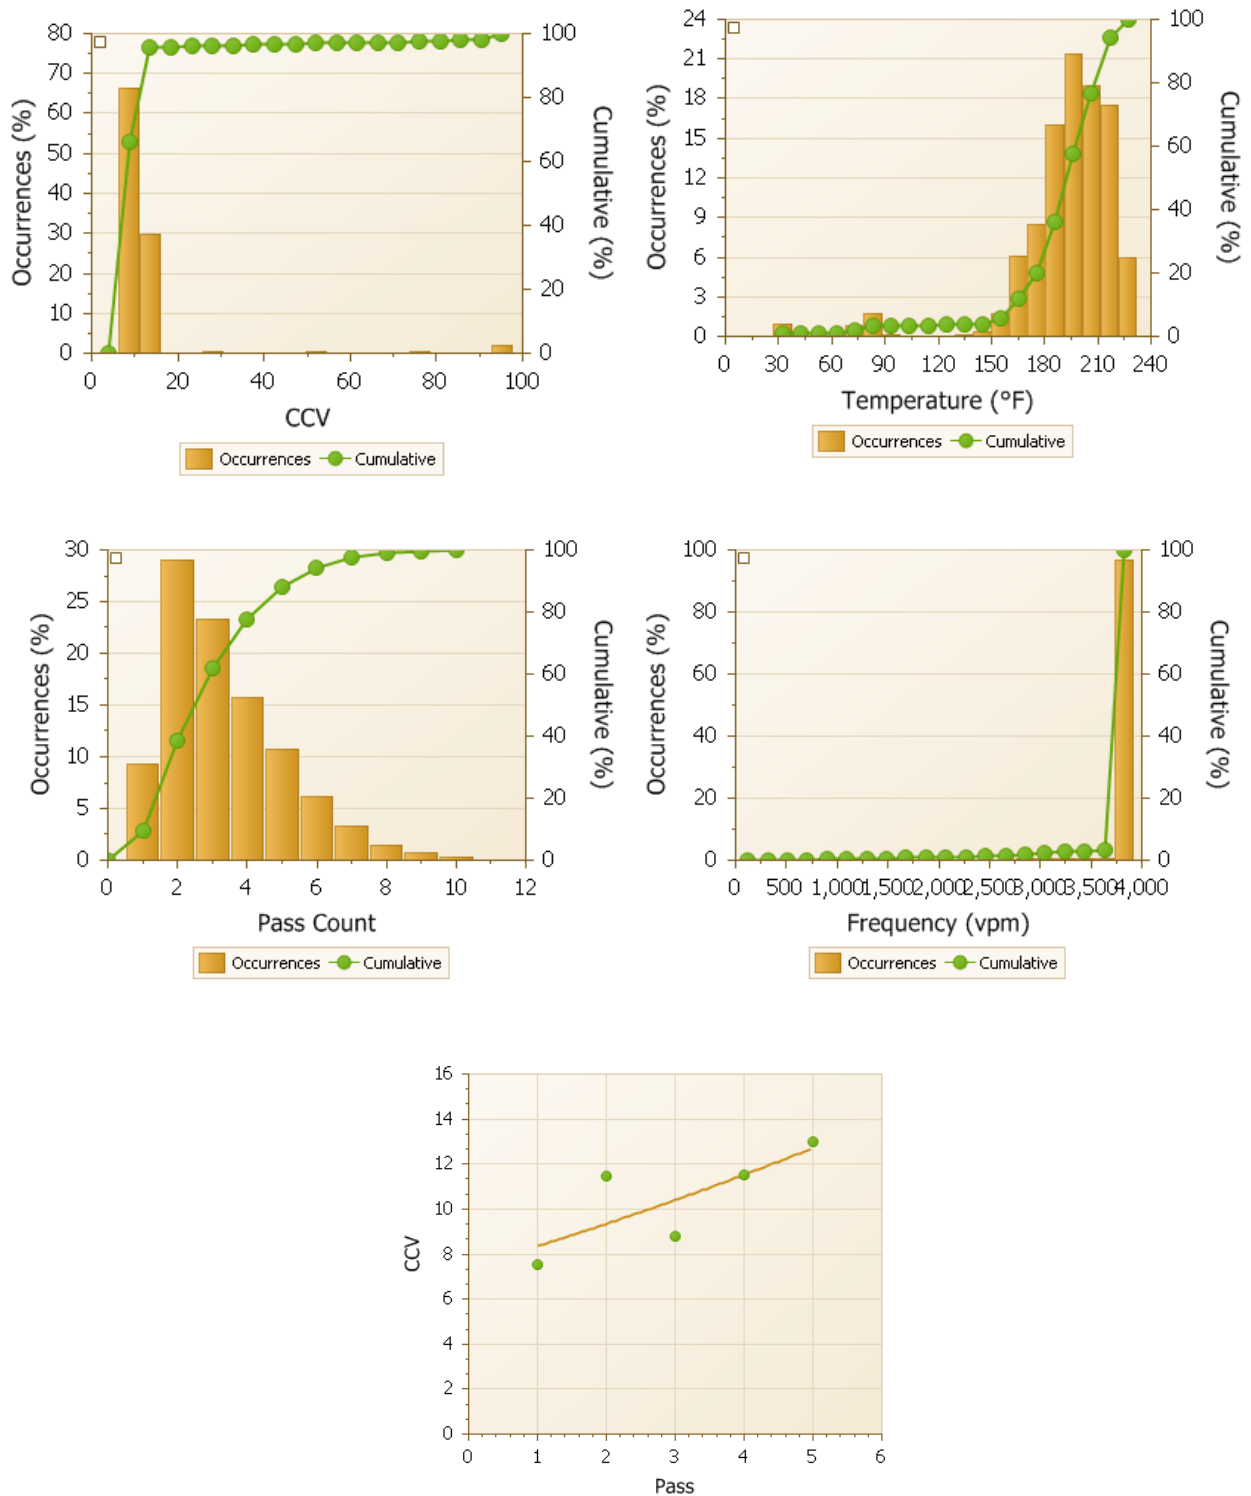 80
70
60
50
40
30
20
10
0
Occurrences (%)
100
80
60
40
20
0
Cumulative (%)
0 20 40 60 80 100
CCV
Occurrences Cumulative
24
21
18
15
12
9
6
3
0
Occurrences (%)
100
80
60
40
20
0
Cumulative (%)
0 30 60 90 120 150 180 210 240
Temperature (°F)
Occurrences Cumulative
30
25
20
15
10
5
0
Occurrences (%)
100
80
60
40
20
0
Cumulative (%)
0 2 4 6 8 10 12
Pass Count
Occurrences Cumulative
100
80
60
40
20
0
Occurrences (%)
100
80
60
40
20
0
Cumulative (%)
0 500 1,000 1,500 2,000 2,500 3,000 3,500 4,000
Frequency (vpm)
Occurrences Cumulative
16
14
12
10
8
6
4
2
0
CCV
0 1 2 3 4 5 6
Pass